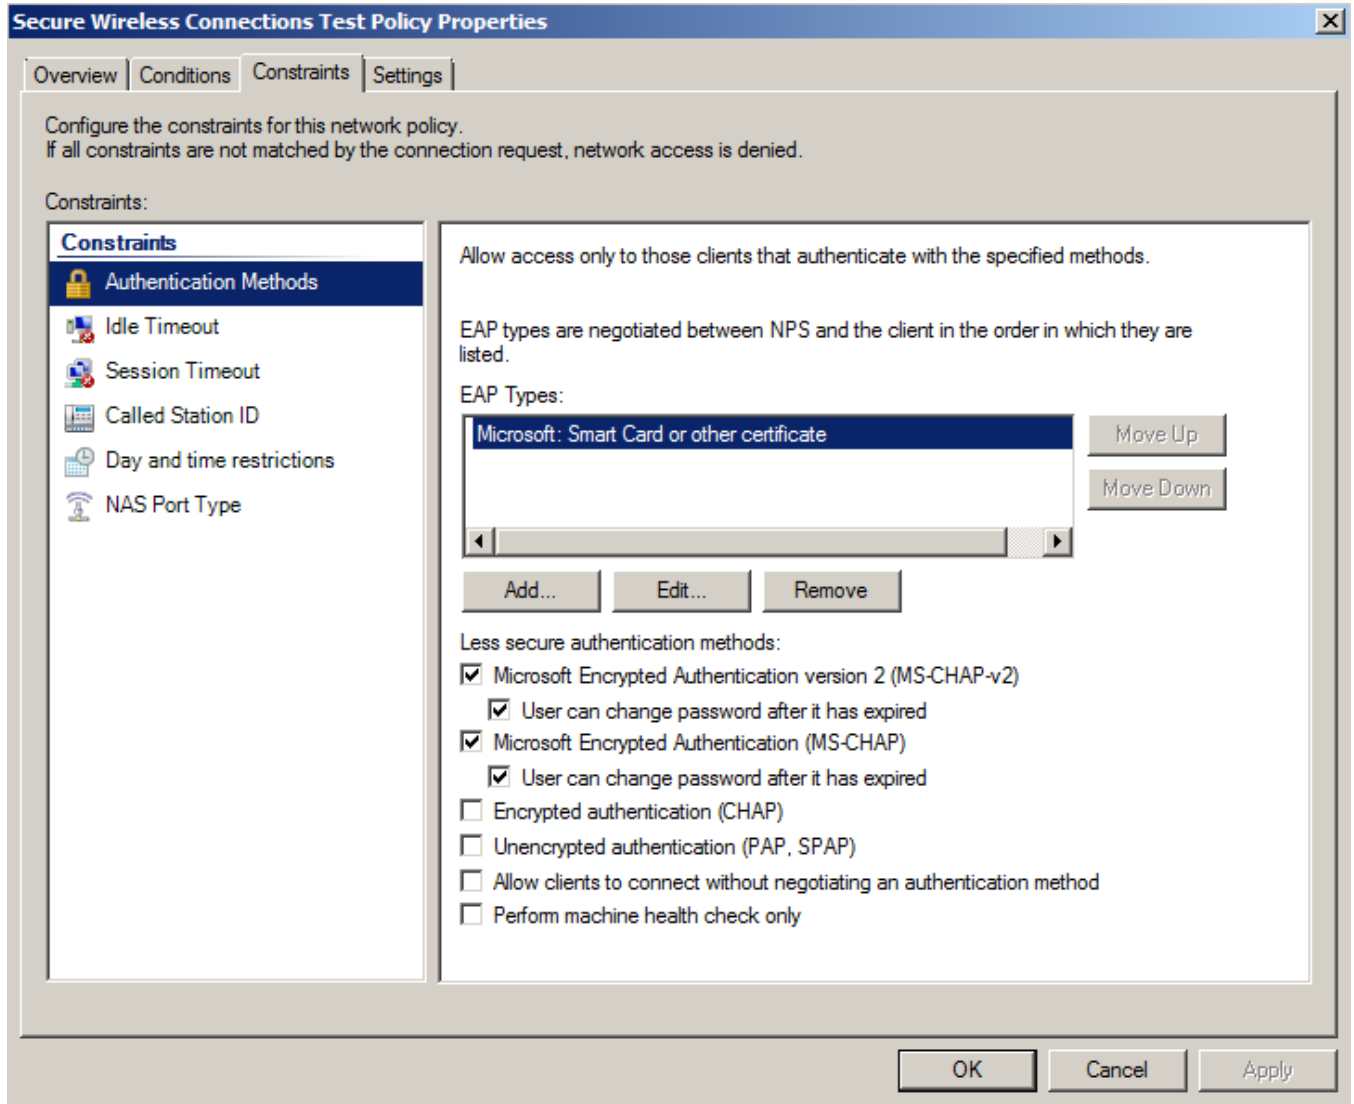 Secure Wireless Connections Test Policy Properties
Overview
Conditions
Constraints
Settings
Configure the constraints for this network policy.
If all constraints are not matched by the connection request, network access is denied.
Constraints:
Constraints
Authentication Methods
Idle Timeout
Session Timeout
Called Station ID
Day and time restrictions
NAS Port Type
Allow access only to those clients that authenticate with the specified methods.
EAP types are negotiated between NPS and the client in the order in which they are
listed.
EAP Types:
Microsoft: Smart Card or other certificate
Move Up
Move Down
Add...
Edit...
Remove
Less secure authentication methods:
Microsoft Encrypted Authentication version 2 (MS-CHAP-v2)
User can change password after it has expired
Microsoft Encrypted Authentication (MS-CHAP)
User can change password after it has expired
Encrypted authentication (CHAP)
Unencrypted authentication (PAP, SPAP)
Allow clients to connect without negotiating an authentication method
Perform machine health check only
OK
Cancel
Apply